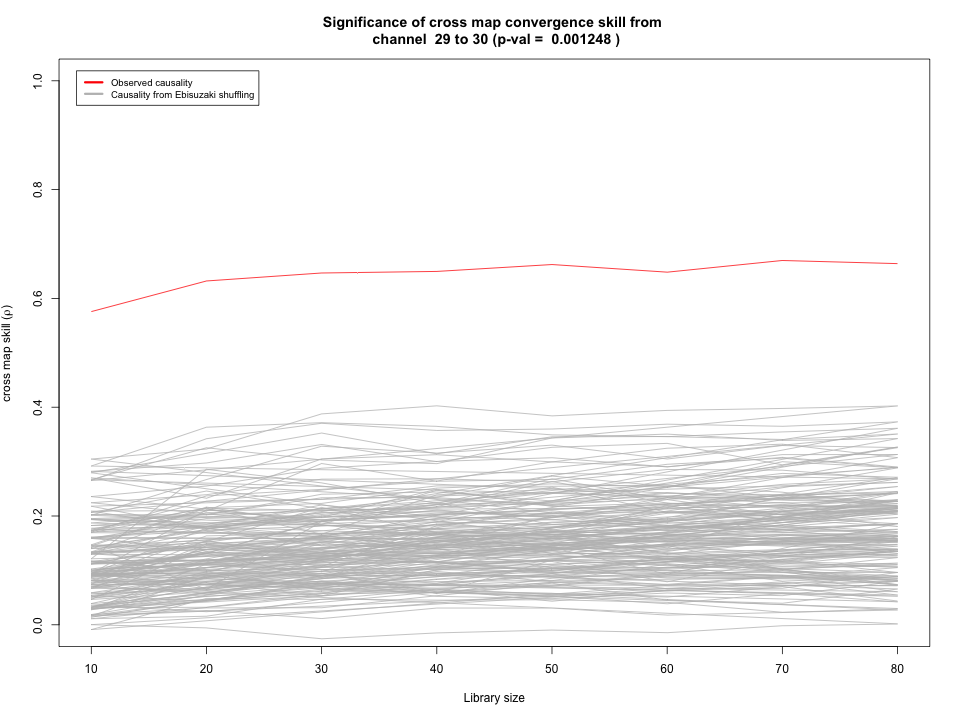 Significance of cross map convergence skill from
channel  29 to 30 (p-val =  0.001248 )
Observed causality
Causality from Ebisuzaki shuffling
1.0
0.8
0.6
0.4
0.2
0.0
cross map skill (ρ)
10 20 30 40 50 60 70 80
Library size